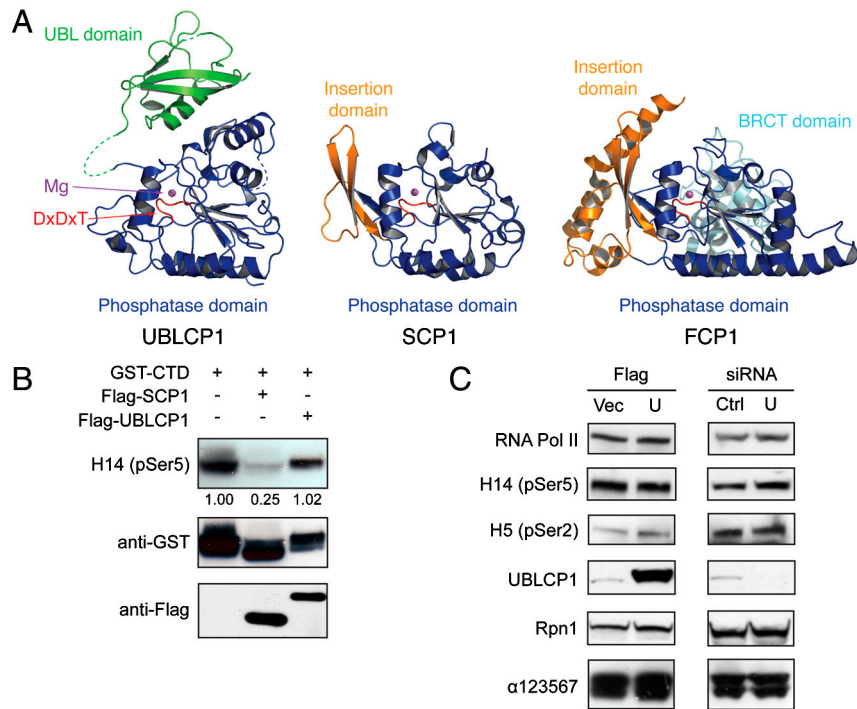 A
UBL domain
Mg
DxDxT
Phosphatase domain
UBLCP1
Insertion
domain
Phosphatase domain
SCP1
Insertion
domain
BRCT domain
Phosphatase domain
FCP1
B
GST-CTD + + +
Flag-SCP1 - + -
Flag-UBLCP1 - - +
H14 (pSer5)
1.00 0.25 1.02
anti-GST
anti-Flag
C
Flag siRNA
Vec U Ctrl U
RNA Pol II
H14 (pSer5)
H5 (pSer2)
UBLCP1
Rpn1
α123567